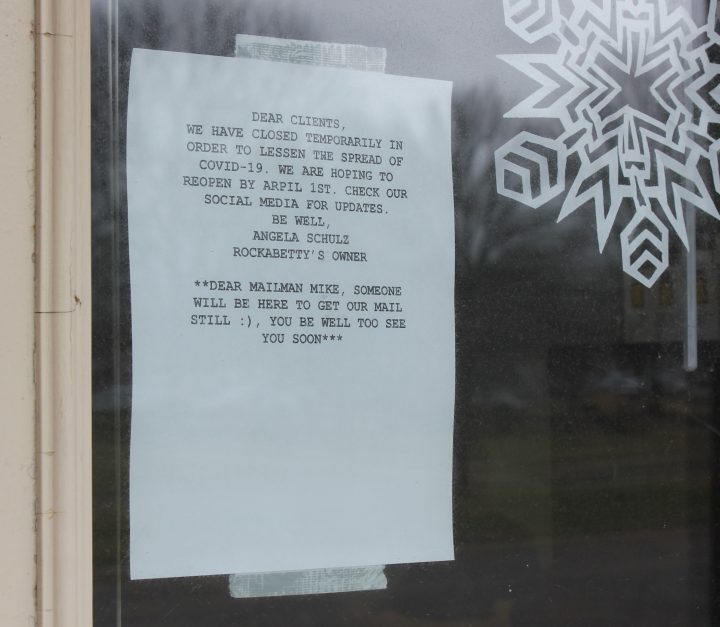 DEAR CLIENTS,
WE HAVE CLOSED TEMPORARILY IN
ORDER TO LESSEN THE SPREAD OF
COVID-19. WE ARE HOPING TO
REOPEN BY ARPIL 1ST. CHECK OUR
SOCIAL MEDIA FOR UPDATES.
BE WELL,
ANGELA SCHULZ
ROCKABETTY'S OWNER
**DEAR MAILMAN MIKE, SOMEONE
WILL BE HERE TO GET OUR MAIL
STILL :), YOU BE WELL TOO SEE
YOU SOON***